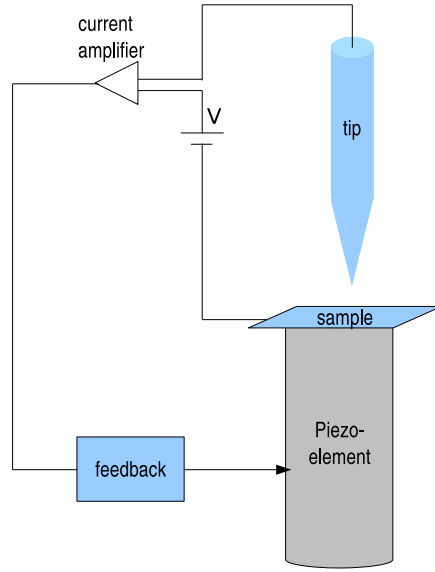 current
amplifier
V
tip
sample
Piezo-
element
feedback